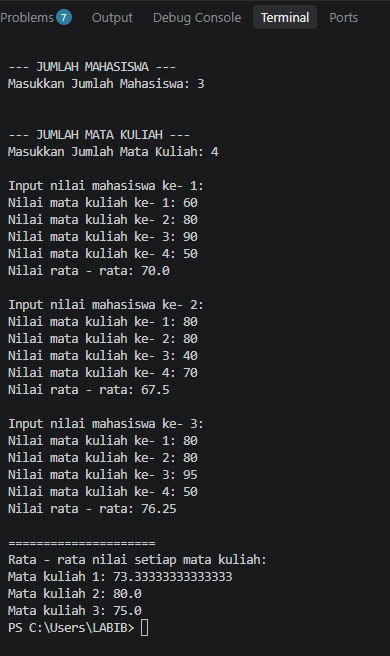 Problems 7 Output Debug Console Terminal Ports
--- JUMLAH MAHASISWA ---
Masukkan Jumlah Mahasiswa: 3
--- JUMLAH MATA KULIAH ---
Masukkan Jumlah Mata Kuliah: 4
Input nilai mahasiswa ke- 1:
Nilai mata kuliah ke- 1: 60
Nilai mata kuliah ke- 2: 80
Nilai mata kuliah ke- 3: 90
Nilai mata kuliah ke- 4: 50
Nilai rata - rata: 70.0
Input nilai mahasiswa ke- 2:
Nilai mata kuliah ke- 1: 80
Nilai mata kuliah ke- 2: 80
Nilai mata kuliah ke- 3: 40
Nilai mata kuliah ke- 4: 70
Nilai rata - rata: 67.5
Input nilai mahasiswa ke- 3:
Nilai mata kuliah ke- 1: 80
Nilai mata kuliah ke- 2: 80
Nilai mata kuliah ke- 3: 95
Nilai mata kuliah ke- 4: 50
Nilai rata - rata: 76.25
=====================
Rata - rata nilai setiap mata kuliah:
Mata kuliah 1: 73.33333333333333
Mata kuliah 2: 80.0
Mata kuliah 3: 75.0
PS C:\Users\LABIB>